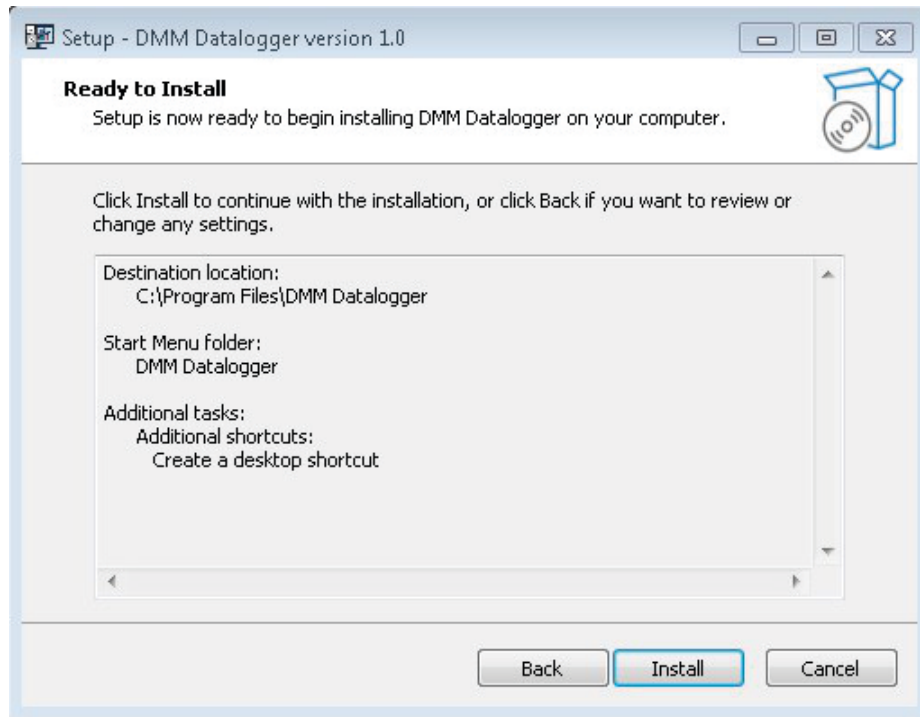 Setup - DMM Datalogger version 1.0
Ready to Install
Setup is now ready to begin installing DMM Datalogger on your computer.
Click Install to continue with the installation, or click Back if you want to review or
change any settings.
Destination location:
C:\Program Files\DMM Datalogger
Start Menu folder:
DMM Datalogger
Additional tasks:
Additional shortcuts:
Create a desktop shortcut
Back
Install
Cancel